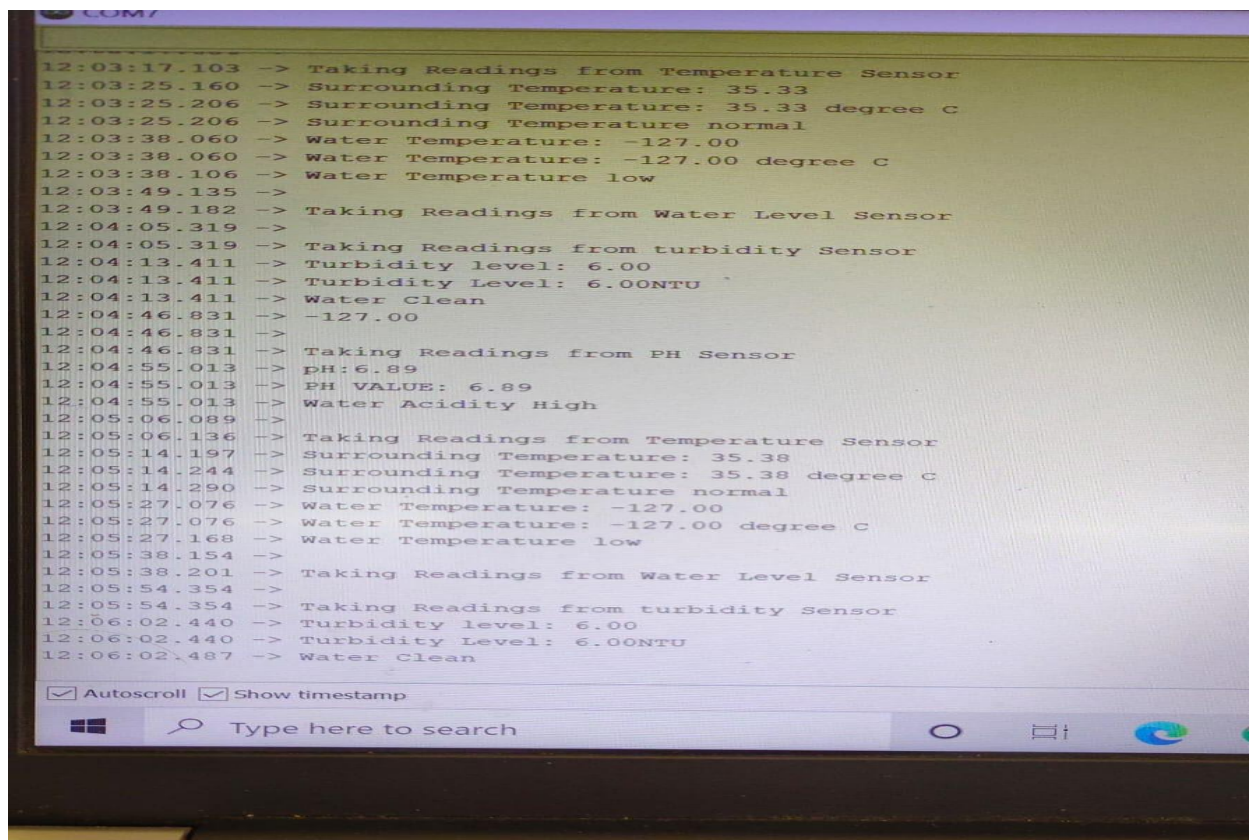 COM7
12:03:17.103 -> Taking Readings from Temperature Sensor
12:03:25.160 -> Surrounding Temperature: 35.33
12:03:25.206 -> Surrounding Temperature: 35.33 degree C
12:03:25.206 -> Surrounding Temperature normal
12:03:38.060 -> Water Temperature: -127.00
12:03:38.060 -> Water Temperature: -127.00 degree C
12:03:38.106 -> Water Temperature low
12:03:49.135 ->
12:03:49.182 -> Taking Readings from Water Level Sensor
12:04:05.319 ->
12:04:05.319 -> Taking Readings from turbidity Sensor
12:04:13.411 -> Turbidity level: 6.00
12:04:13.411 -> Turbidity Level: 6.00NTU
12:04:13.411 -> Water Clean
12:04:46.831 -> -127.00
12:04:46.831 ->
12:04:46.831 -> Taking Readings from PH Sensor
12:04:55.013 -> pH:6.89
12:04:55.013 -> PH VALUE: 6.89
12:04:55.013 -> Water Acidity High
12:05:06.089 ->
12:05:06.136 -> Taking Readings from Temperature Sensor
12:05:14.197 -> Surrounding Temperature: 35.38
12:05:14.244 -> Surrounding Temperature: 35.38 degree C
12:05:14.290 -> Surrounding Temperature normal
12:05:27.076 -> Water Temperature: -127.00
12:05:27.076 -> Water Temperature: -127.00 degree C
12:05:27.168 -> Water Temperature low
12:05:38.154 ->
12:05:38.201 -> Taking Readings from Water Level Sensor
12:05:54.354 ->
12:05:54.354 -> Taking Readings from turbidity Sensor
12:06:02.440 -> Turbidity level: 6.00
12:06:02.440 -> Turbidity Level: 6.00NTU
12:06:02.487 -> Water Clean
Autoscroll Show timestamp
Type here to search